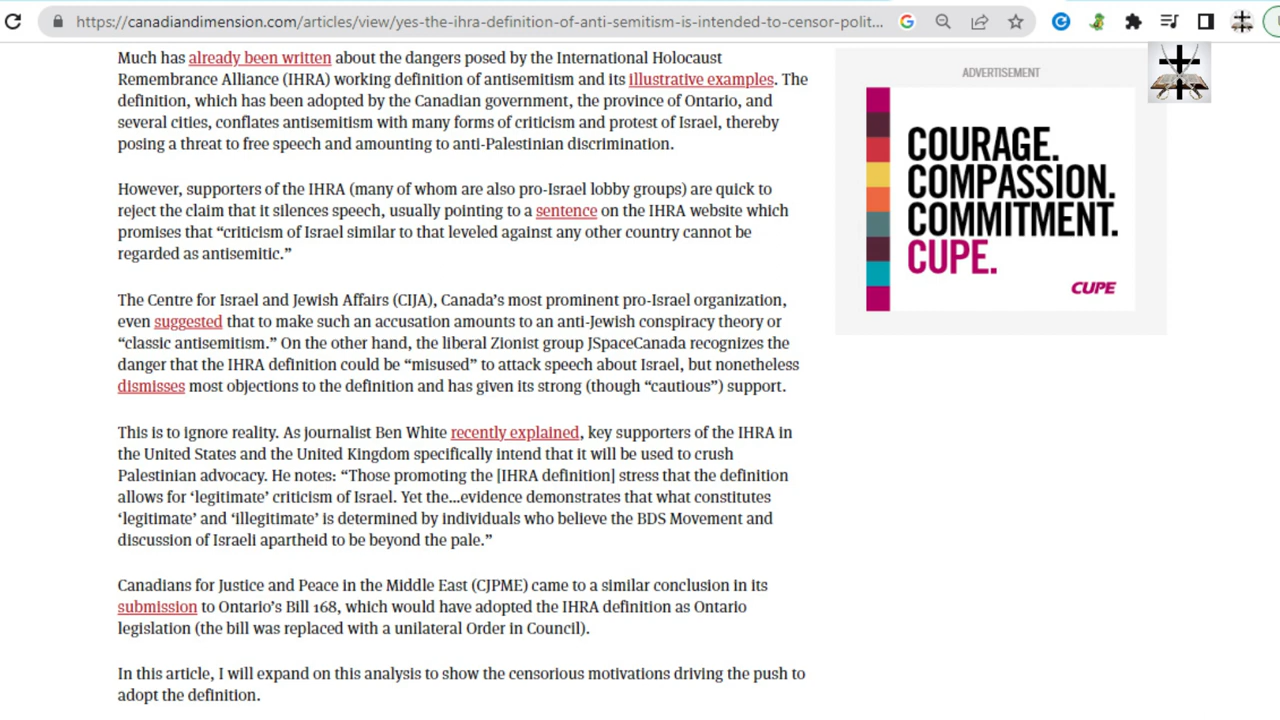 https://canadiandimension.com/articles/view/yes-the-ihra-definition-of-anti-semitism-is-intended-to-censor-polit...
Much has already been written about the dangers posed by the International Holocaust
Remembrance Alliance (IHRA) working definition of antisemitism and its illustrative examples. The
definition, which has been adopted by the Canadian government, the province of Ontario, and
several cities, conflates antisemitism with many forms of criticism and protest of Israel, thereby
posing a threat to free speech and amounting to anti-Palestinian discrimination.
However, supporters of the IHRA (many of whom are also pro-Israel lobby groups) are quick to
reject the claim that it silences speech, usually pointing to a sentence on the IHRA website which
promises that “criticism of Israel similar to that leveled against any other country cannot be
regarded as antisemitic.”
The Centre for Israel and Jewish Affairs (CIJA), Canada’s most prominent pro-Israel organization,
even suggested that to make such an accusation amounts to an anti-Jewish conspiracy theory or
“classic antisemitism.” On the other hand, the liberal Zionist group JSpaceCanada recognizes the
danger that the IHRA definition could be “misused” to attack speech about Israel, but nonetheless
dismisses most objections to the definition and has given its strong (though “cautious”) support.
This is to ignore reality. As journalist Ben White recently explained, key supporters of the IHRA in
the United States and the United Kingdom specifically intend that it will be used to crush
Palestinian advocacy. He notes: “Those promoting the [IHRA definition] stress that the definition
allows for ‘legitimate’ criticism of Israel. Yet the…evidence demonstrates that what constitutes
‘legitimate’ and ‘illegitimate’ is determined by individuals who believe the BDS Movement and
discussion of Israeli apartheid to be beyond the pale.”
Canadians for Justice and Peace in the Middle East (CJPME) came to a similar conclusion in its
submission to Ontario’s Bill 168, which would have adopted the IHRA definition as Ontario
legislation (the bill was replaced with a unilateral Order in Council).
In this article, I will expand on this analysis to show the censorious motivations driving the push to
adopt the definition.
ADVERTISEMENT
COURAGE.
COMPASSION.
COMMITMENT.
CUPE.
CUPE